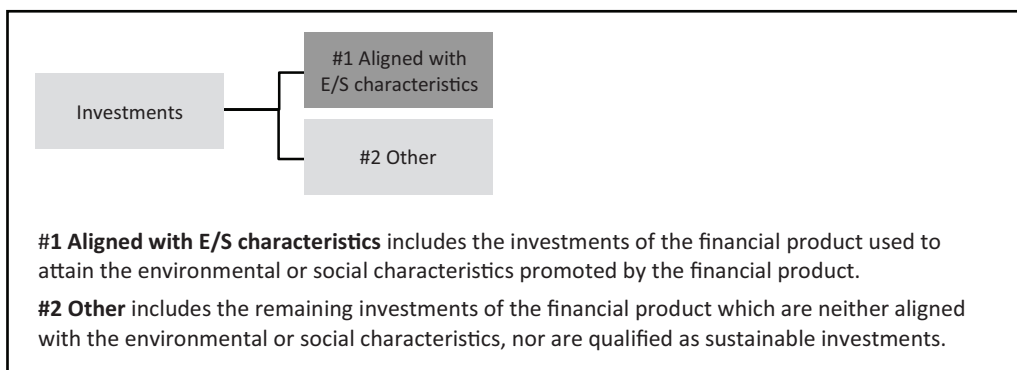 #1 Aligned with
E/S characteristics
Investments
#2 Other
#1 Aligned with E/S characteristics includes the investments of the financial product used to
attain the environmental or social characteristics promoted by the financial product.
#2 Other includes the remaining investments of the financial product which are neither aligned
with the environmental or social characteristics, nor are qualified as sustainable investments.